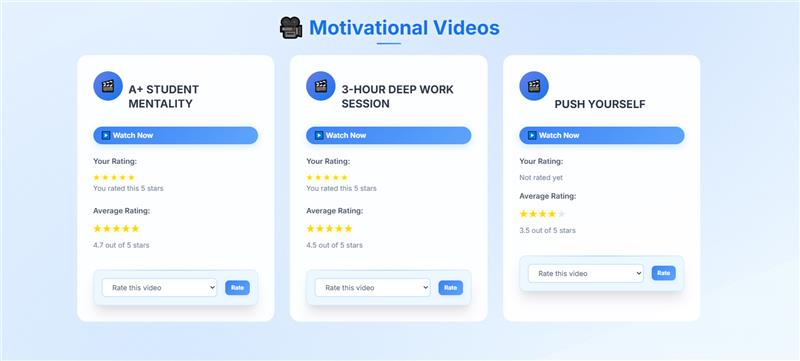 Motivational Videos
A+ STUDENT
MENTALITY
Watch Now
Your Rating:
You rated this 5 stars
Average Rating:
4.7 out of 5 stars
Rate this video
Rate
3-HOUR DEEP WORK
SESSION
Watch Now
Your Rating:
You rated this 5 stars
Average Rating:
4.5 out of 5 stars
Rate this video
Rate
PUSH YOURSELF
Watch Now
Your Rating:
Not rated yet
Average Rating:
3.5 out of 5 stars
Rate this video
Rate